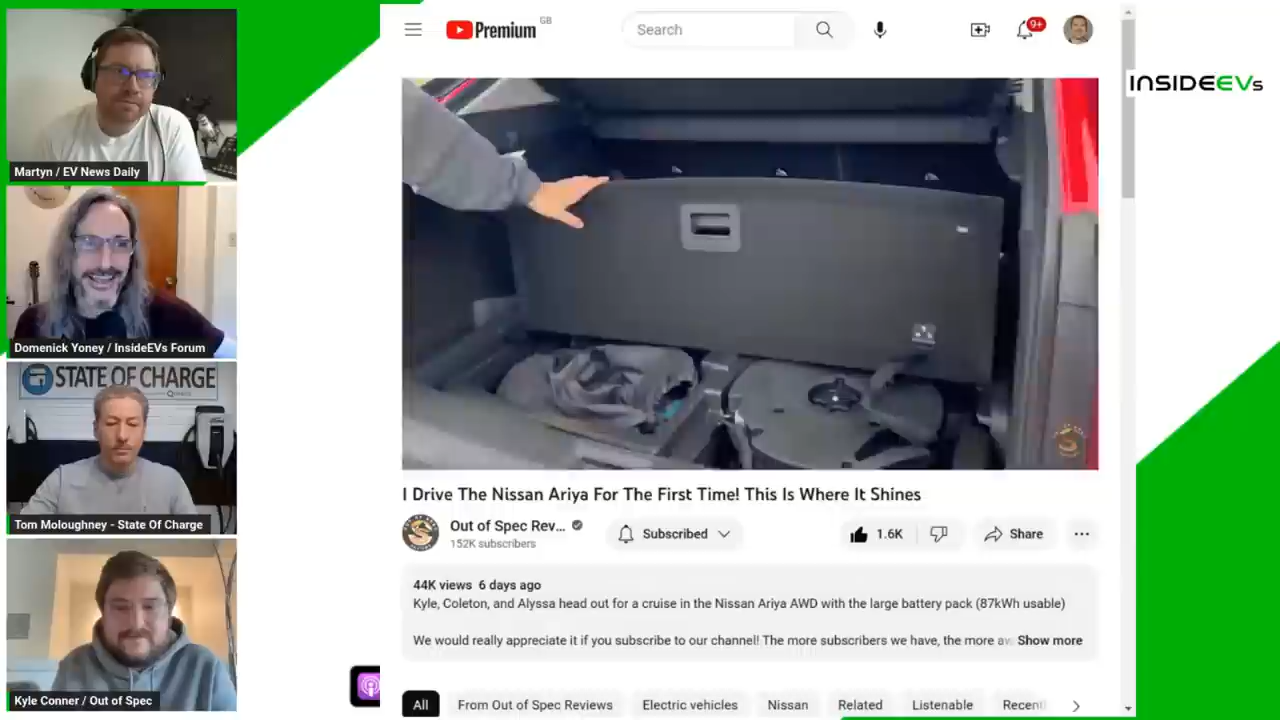 Martyn / EV News Daily
Domenick Yoney / InsideEVs Forum
STATE OF CHARGE
Tom Moloughney - State Of Charge
Kyle Conner / Out of Spec
Premium GB
Search
9+
INSIDEEVs
I Drive The Nissan Ariya For The First Time! This Is Where It Shines
Out of Spec Rev...
152K subscribers
Subscribed
1.6K
Share
44K views 6 days ago
Kyle, Coleton, and Alyssa head out for a cruise in the Nissan Ariya AWD with the large battery pack (87kWh usable)
We would really appreciate it if you subscribe to our channel! The more subscribers we have, the more aw Show more
All
From Out of Spec Reviews
Electric vehicles
Nissan
Related
Listenable
Recent